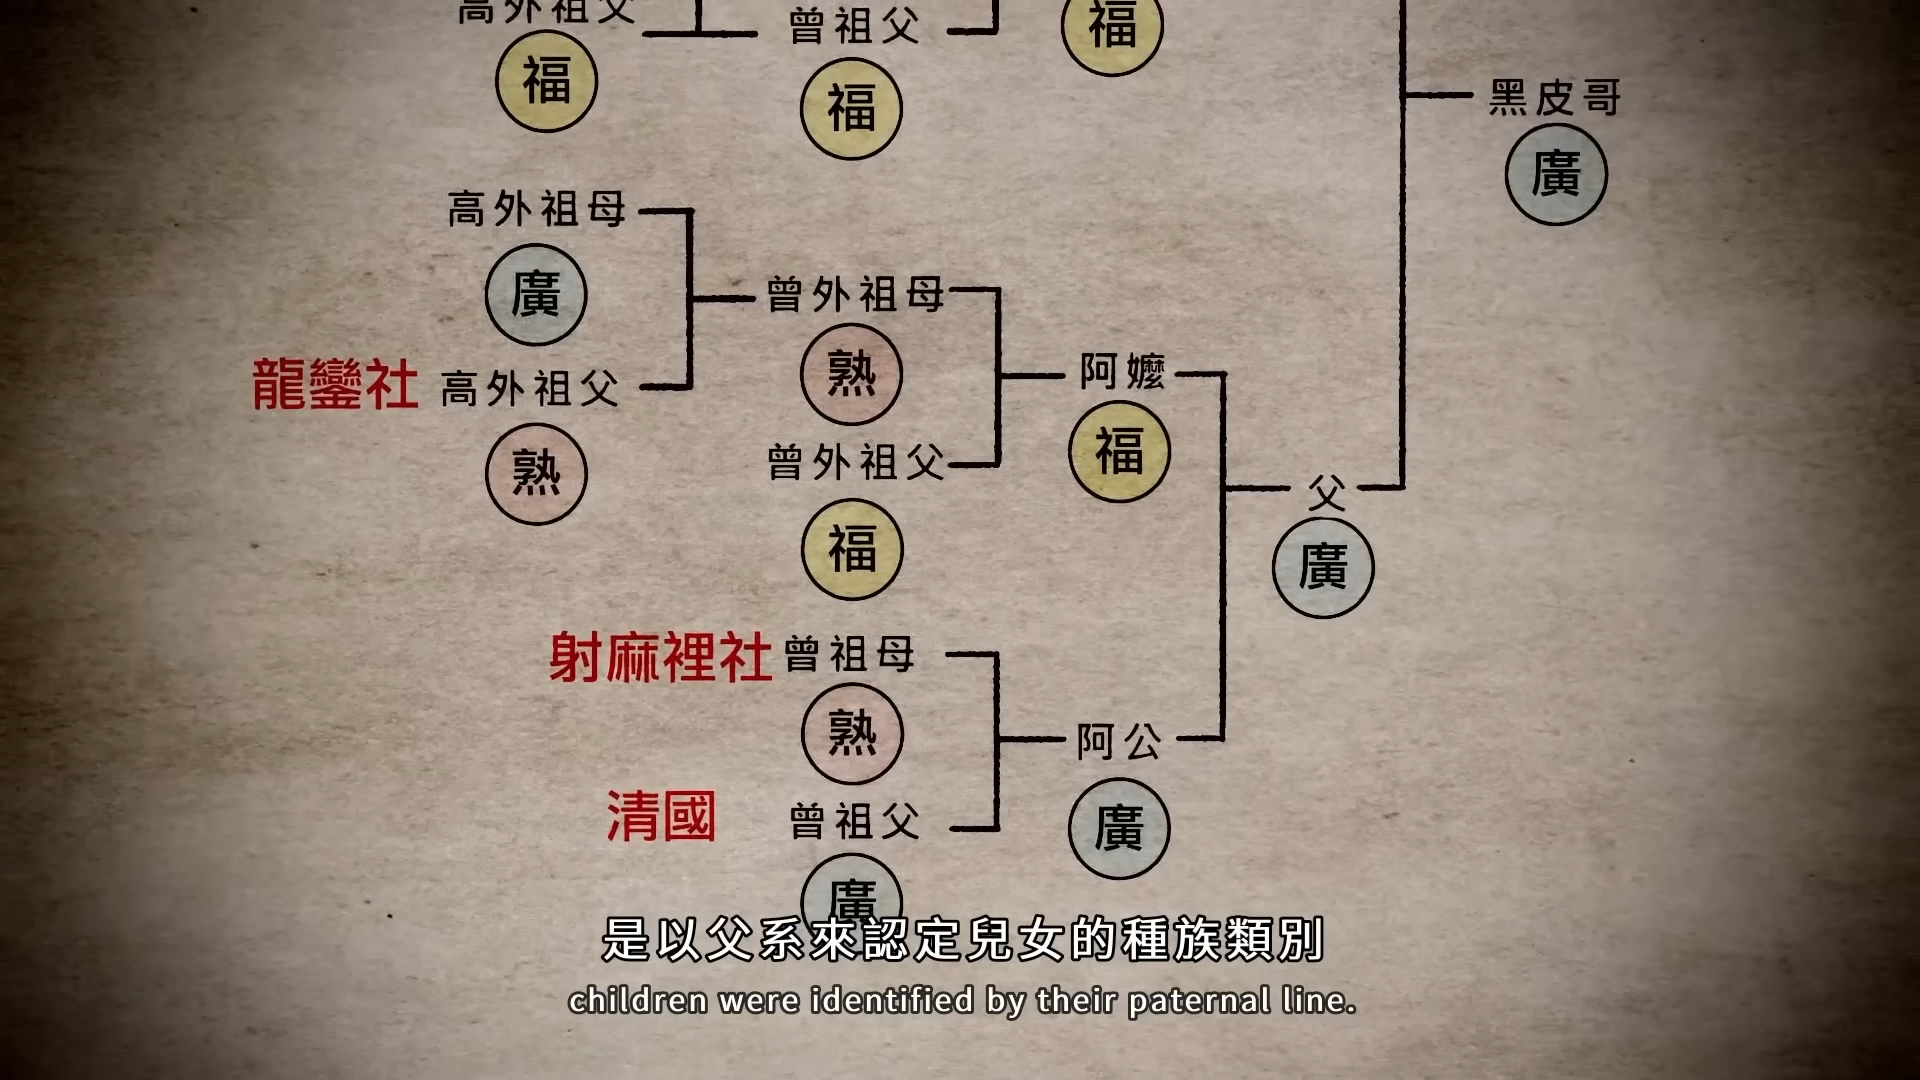 高外祖父
曾祖父
福
福
福
黑皮哥
廣
高外祖母
廣
曾外祖母
熟
龍鑾社 高外祖父
熟
阿嬤
福
曾外祖父
福
父
廣
射麻裡社 曾祖母
熟
阿公
廣
清國 曾祖父
廣
是以父系來認定兒女的種族類別
children were identified by their paternal line.